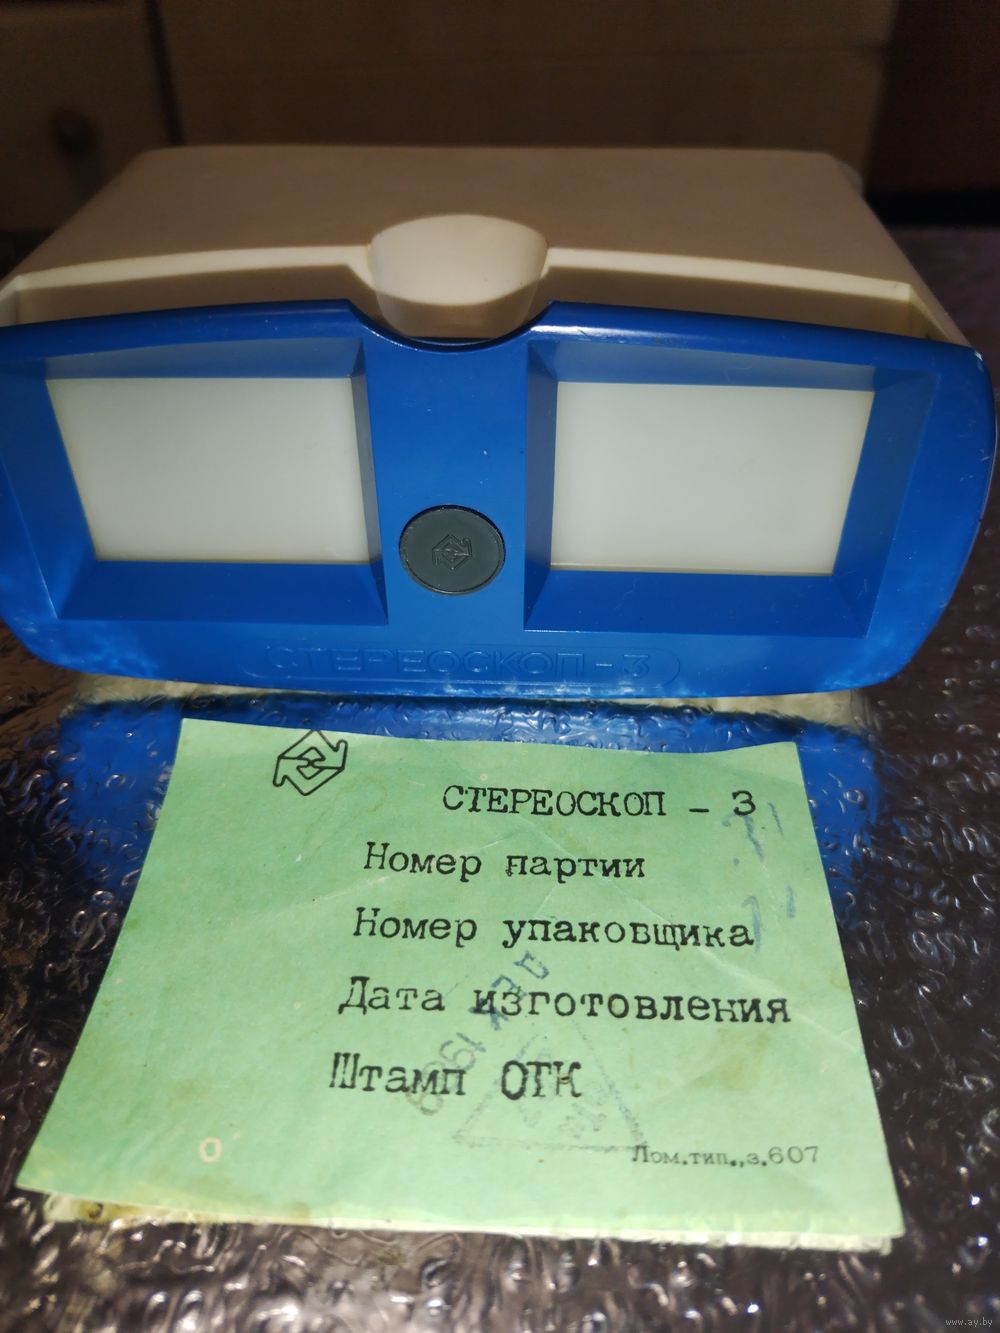 СТЕРЕОСКОП-3
СТЕРЕОСКОП - 3
Номер партии
Номер упаковщика
Дата изготовления
Штамп ОТК
Лом.тип.,з.607
www.ay.by